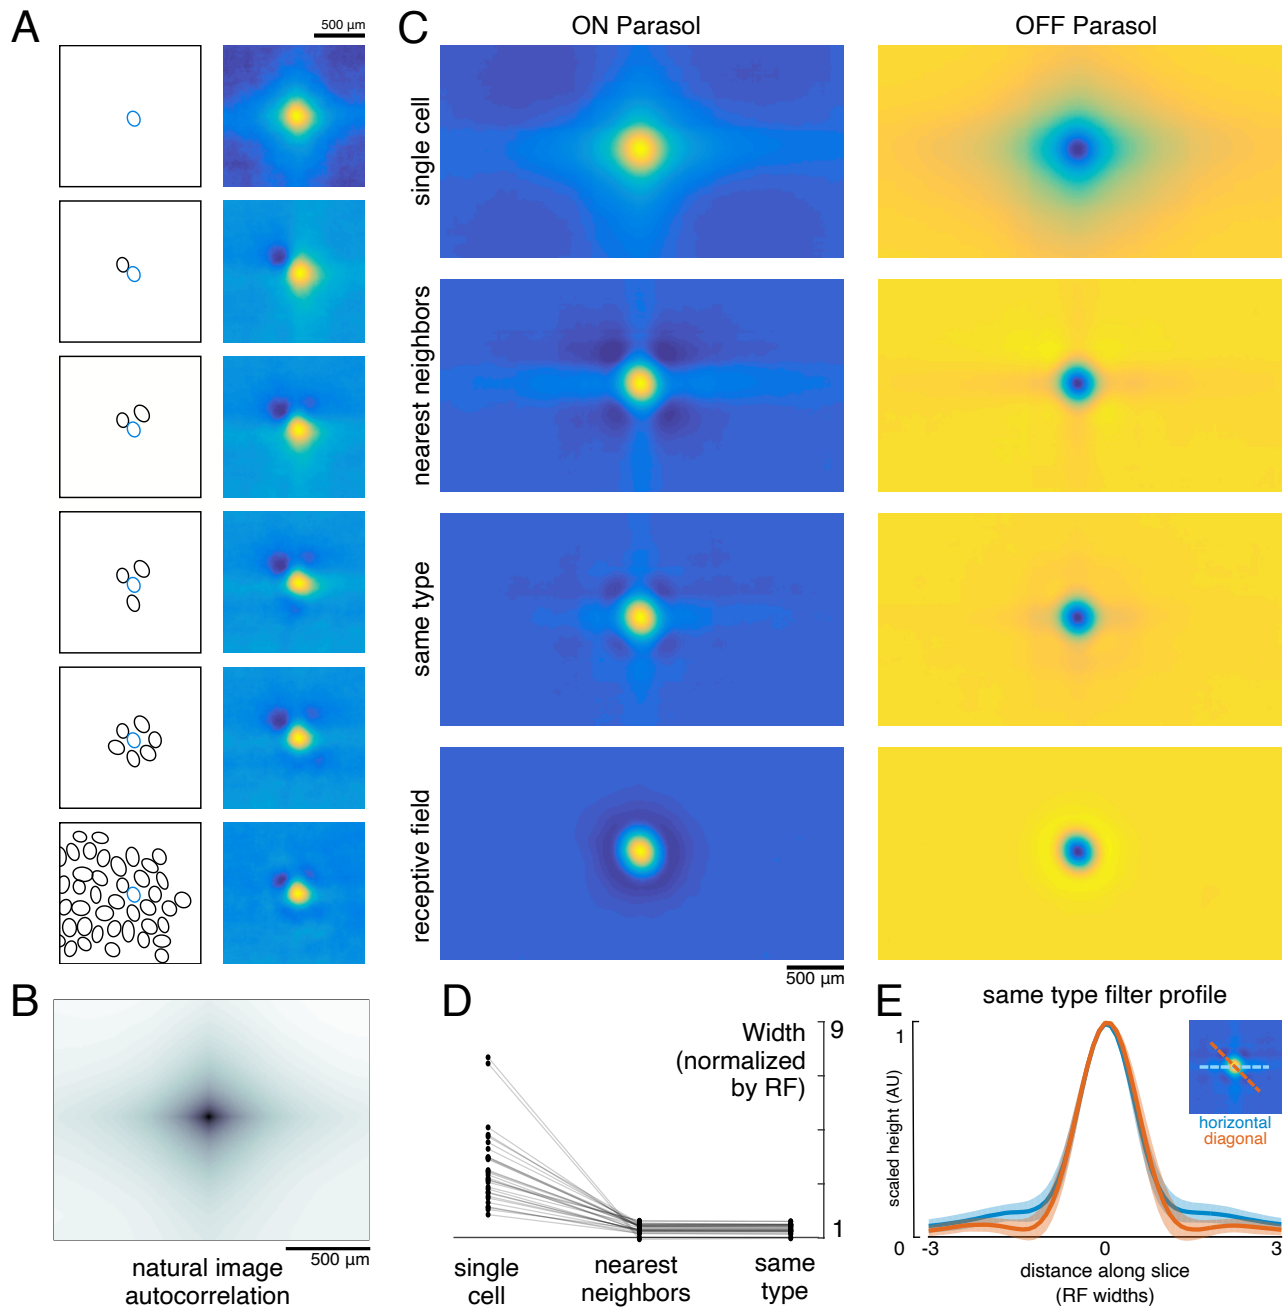 A
500 µm
C
ON Parasol
OFF Parasol
single cell
nearest neighbors
same type
receptive field
500 µm
B
500 µm
natural image
autocorrelation
D
Width
(normalized
by RF)
9
1
single
cell
nearest
neighbors
same
type
E
same type filter profile
1
scaled height (AU)
0
horizontal
diagonal
-3
0
3
distance along slice
(RF widths)